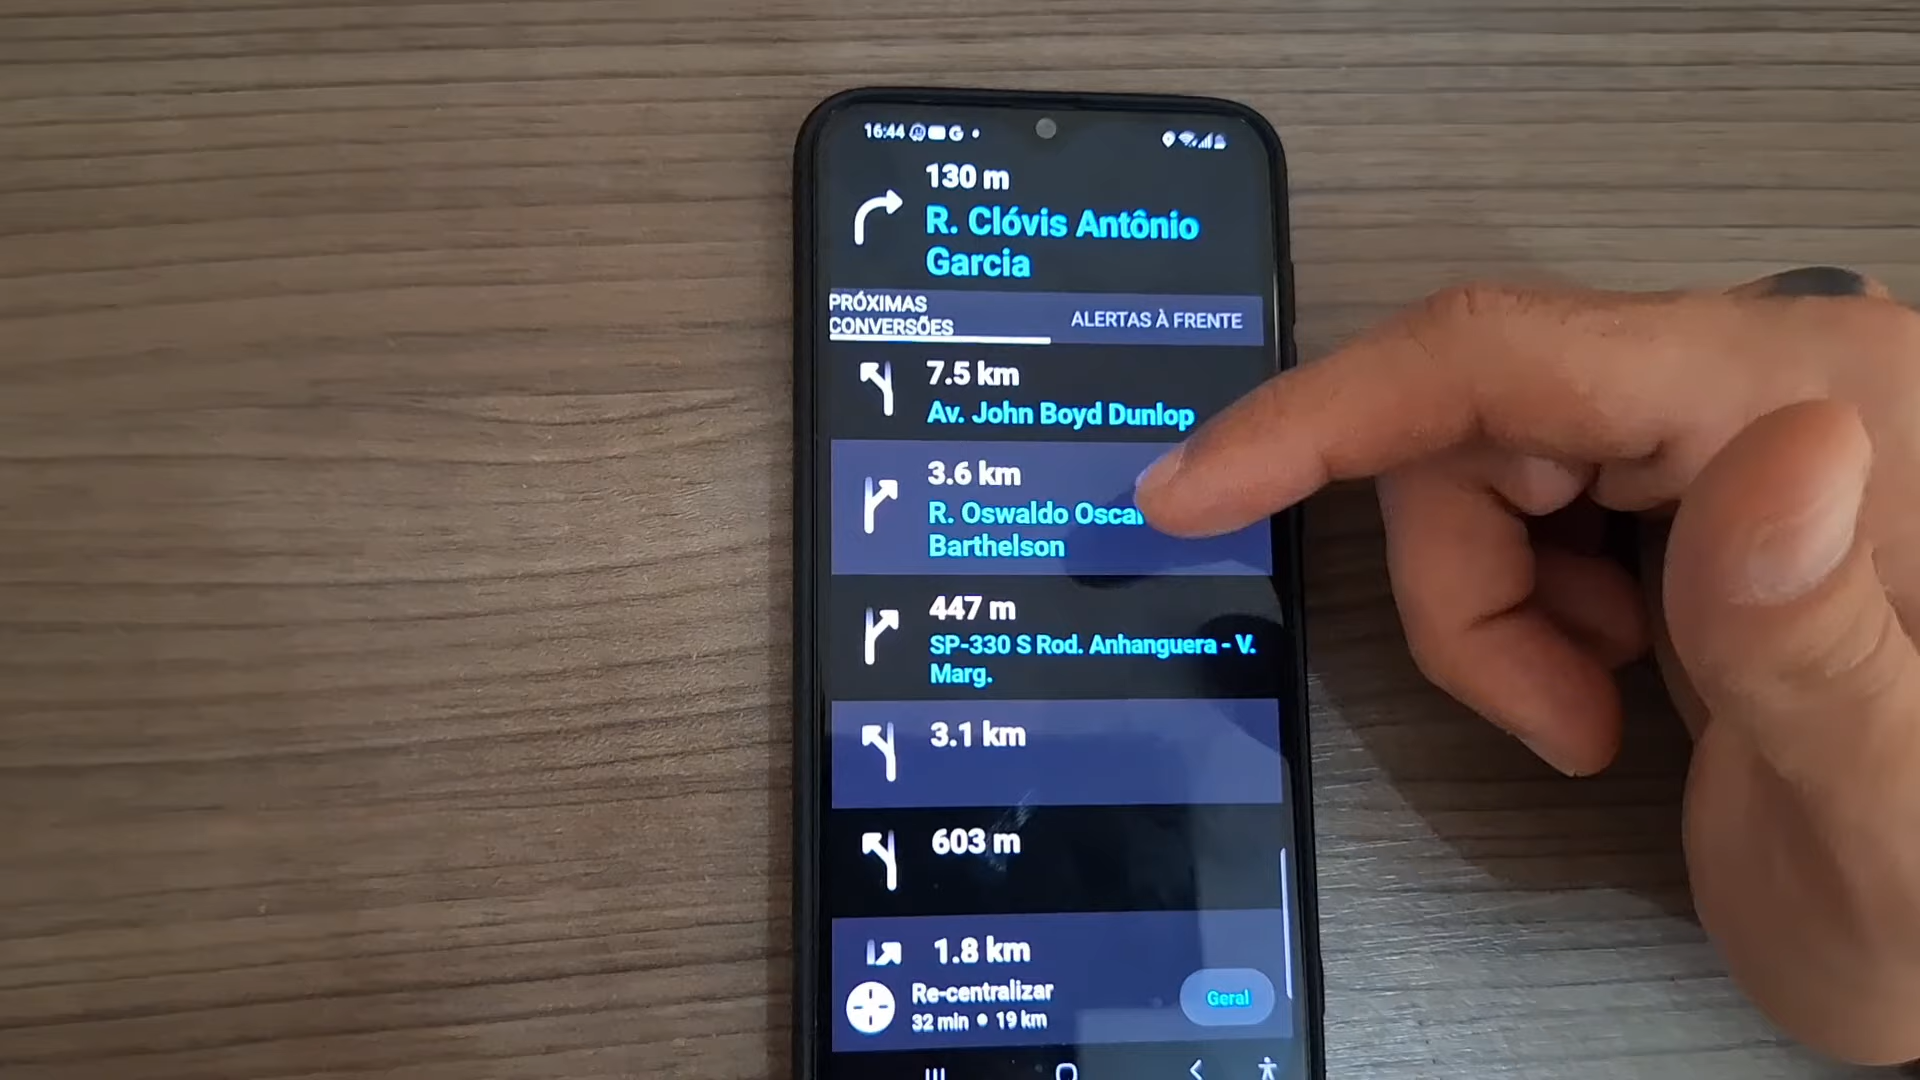 16:44
130 m
R. Clóvis Antônio
Garcia
PRÓXIMAS
CONVERSÕES
ALERTAS À FRENTE
7.5 km
Av. John Boyd Dunlop
3.6 km
R. Oswaldo Oscar
Barthelson
447 m
SP-330 S Rod. Anhanguera - V.
Marg.
3.1 km
603 m
1.8 km
Re-centralizar
32 min • 19 km
Geral